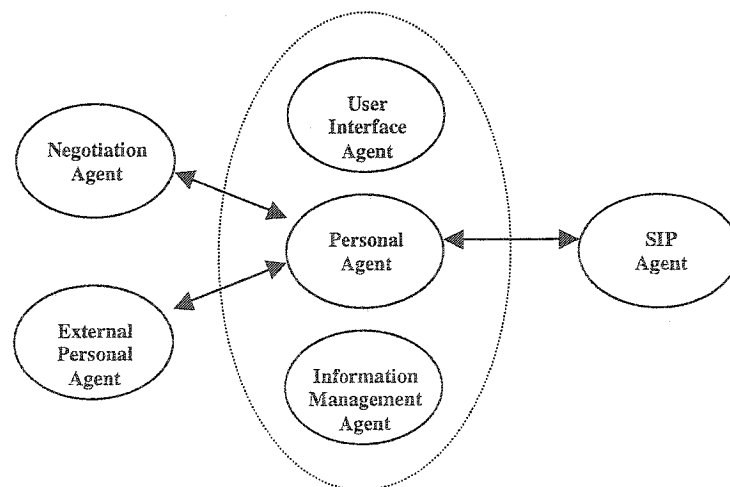 User
Interface
Agent
Negotiation
Agent
Personal
Agent
SIP
Agent
External
Personal
Agent
Information
Management
Agent